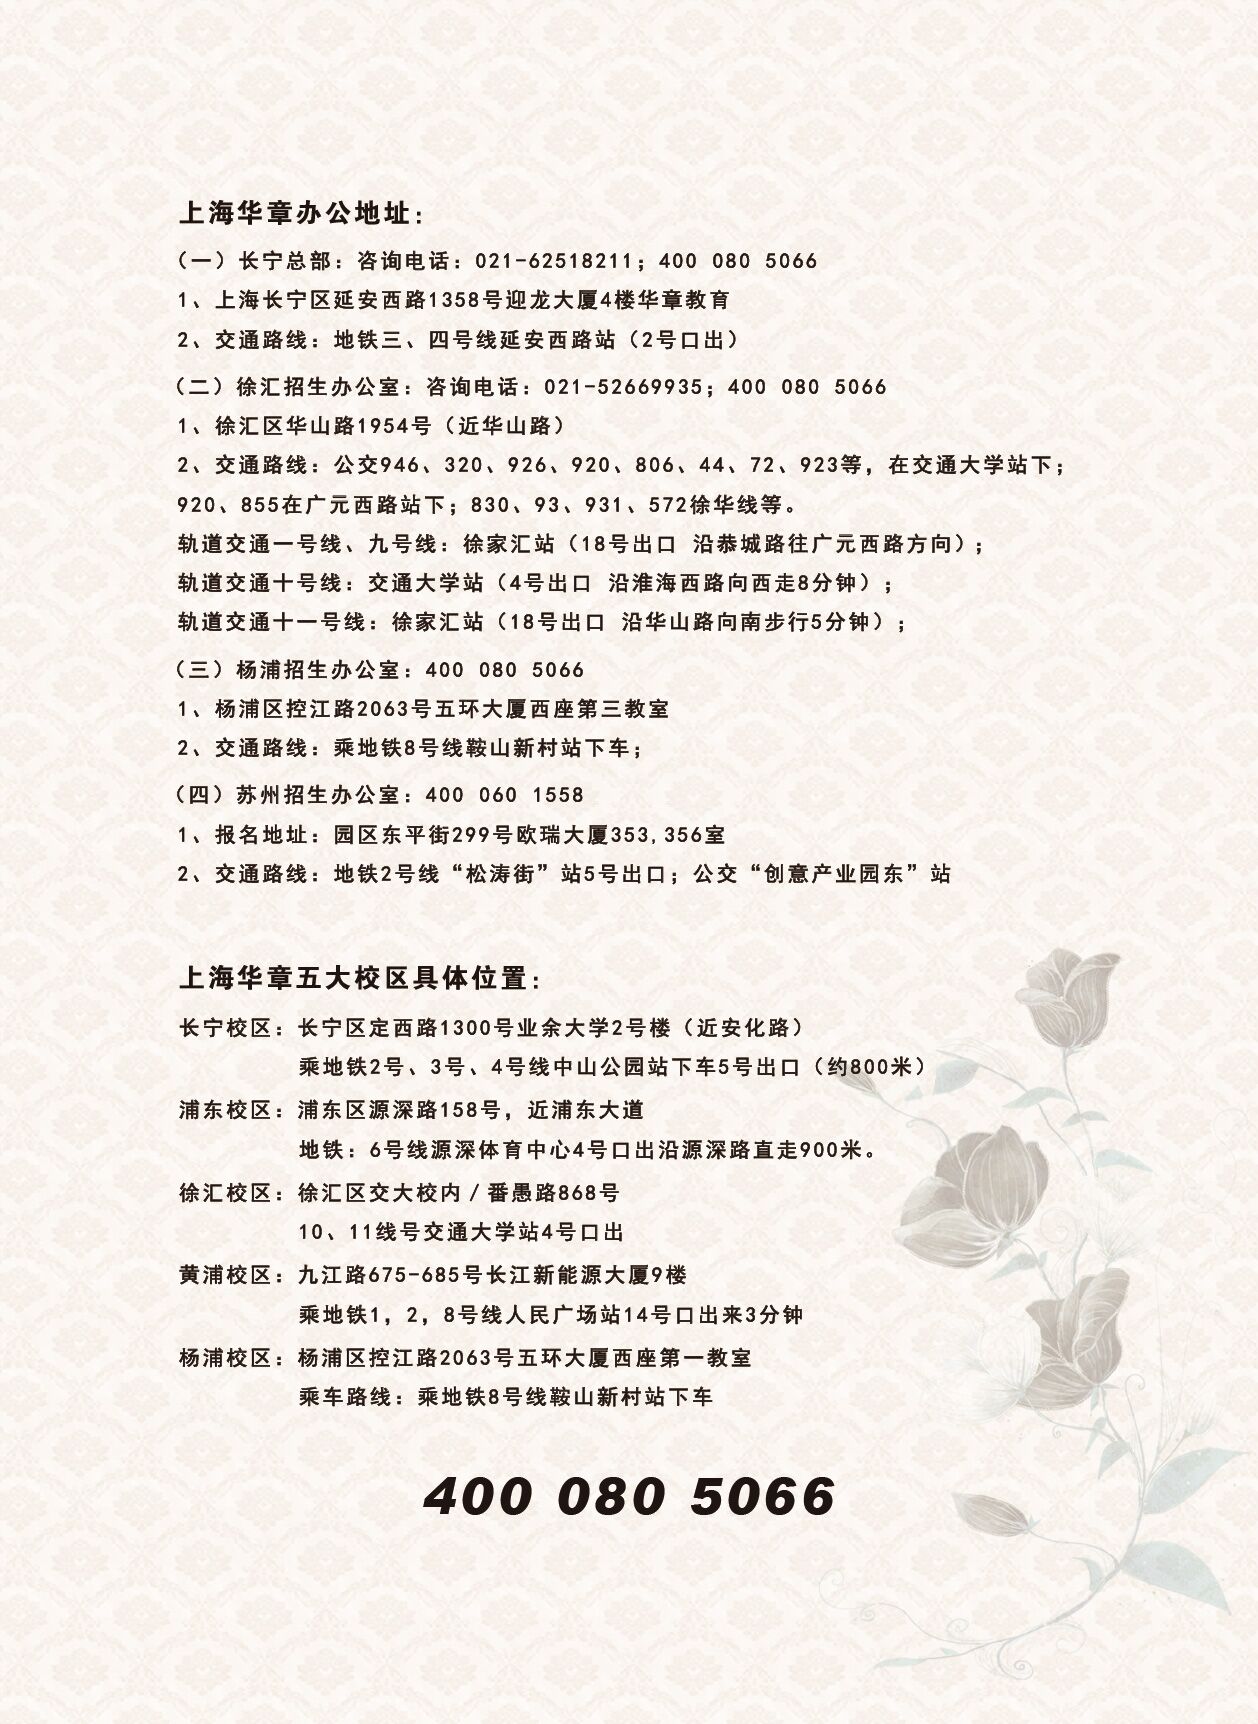 上海华章办公地址：
（一）长宁总部：咨询电话：021-62518211；400 080 5066
1、上海长宁区延安西路1358号迎龙大厦4楼华章教育
2、交通路线：地铁三、四号线延安西路站（2号口出）
（二）徐汇招生办公室：咨询电话：021-52669935；400 080 5066
1、徐汇区华山路1954号（近华山路）
2、交通路线：公交946、320、926、920、806、44、72、923等，在交通大学站下；
920、855在广元西路站下；830、93、931、572徐华线等。
轨道交通一号线、九号线：徐家汇站（18号出口 沿恭城路往广元西路方向）；
轨道交通十号线：交通大学站（4号出口 沿淮海西路向西走8分钟）；
轨道交通十一号线：徐家汇站（18号出口 沿华山路向南步行5分钟）；
（三）杨浦招生办公室：400 080 5066
1、杨浦区控江路2063号五环大厦西座第三教室
2、交通路线：乘地铁8号线鞍山新村站下车；
（四）苏州招生办公室：400 060 1558
1、报名地址：园区东平街299号欧瑞大厦353,356室
2、交通路线：地铁2号线“松涛街”站5号出口；公交“创意产业园东”站
上海华章五大校区具体位置：
长宁校区：长宁区定西路1300号业余大学2号楼（近安化路）
乘地铁2号、3号、4号线中山公园站下车5号出口（约800米）
浦东校区：浦东区源深路158号，近浦东大道
地铁：6号线源深体育中心4号口出沿源深路直走900米。
徐汇校区：徐汇区交大校内／番愚路868号
10、11线号交通大学站4号口出
黄浦校区：九江路675-685号长江新能源大厦9楼
乘地铁1，2，8号线人民广场站14号口出来3分钟
杨浦校区：杨浦区控江路2063号五环大厦西座第一教室
乘车路线：乘地铁8号线鞍山新村站下车
400 080 5066